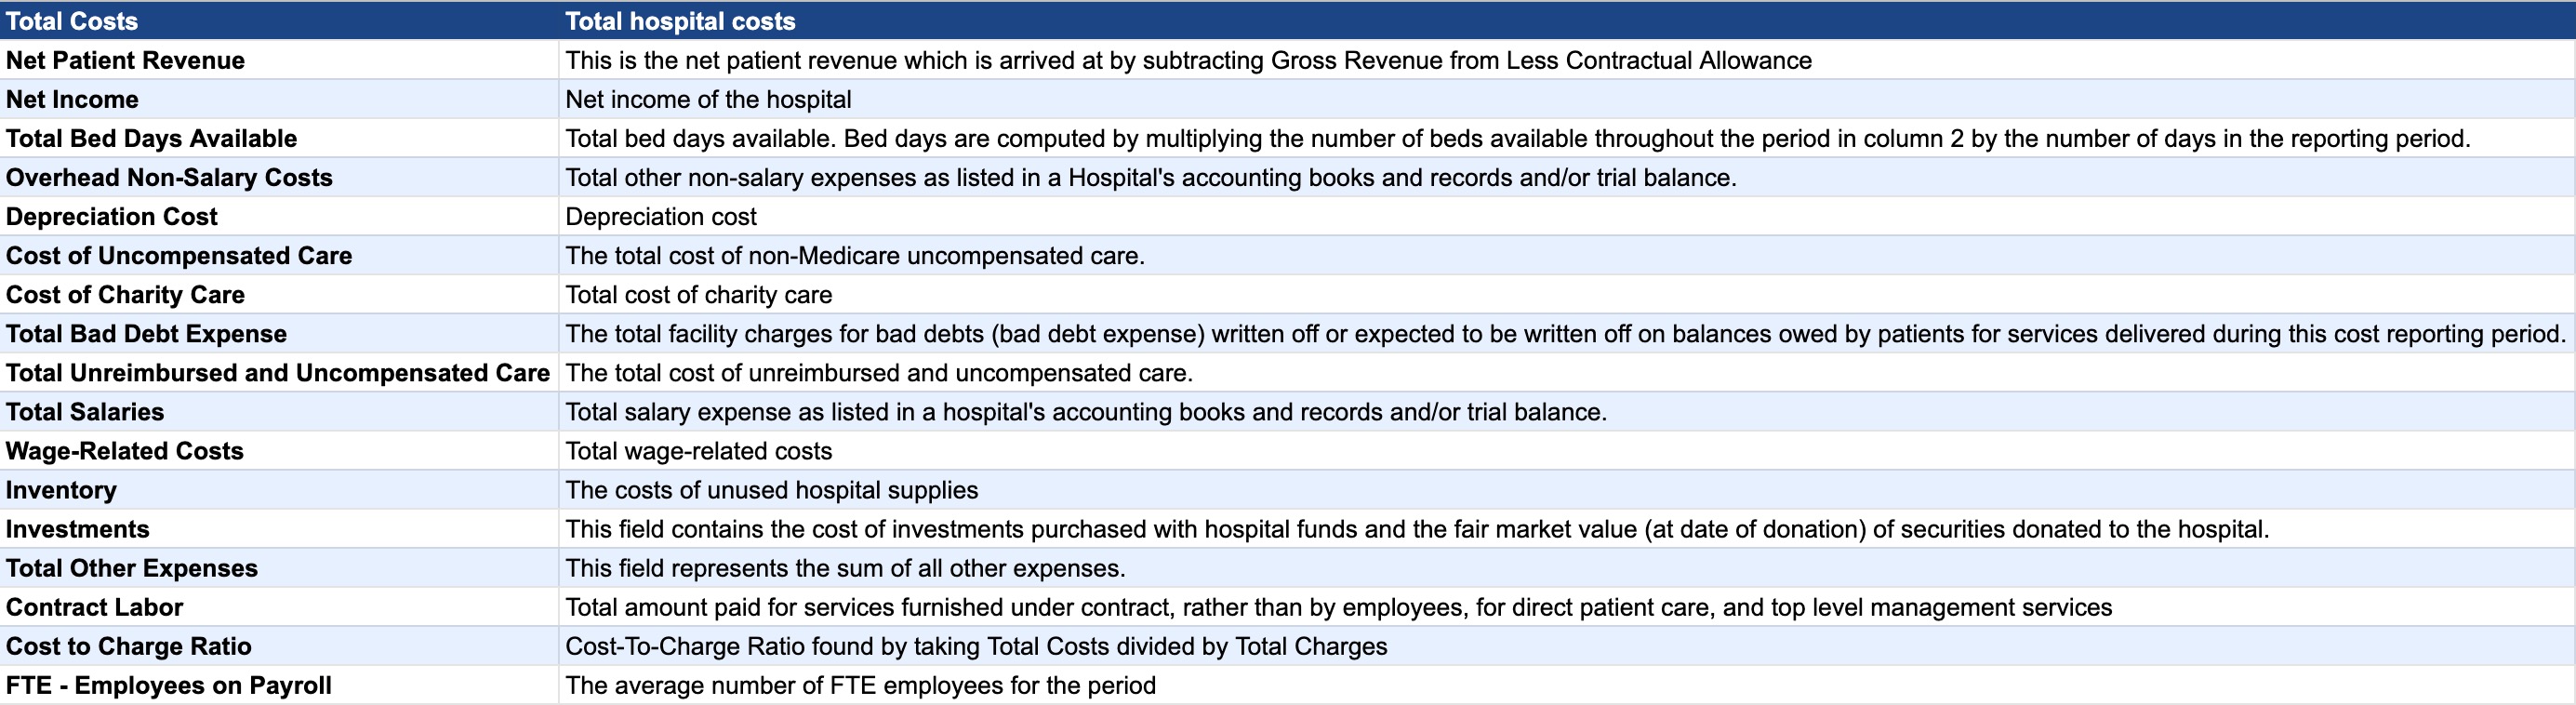 Total Costs Total hospital costs
Net Patient Revenue This is the net patient revenue which is arrived at by subtracting Gross Revenue from Less Contractual Allowance
Net Income Net income of the hospital
Total Bed Days Available Total bed days available. Bed days are computed by multiplying the number of beds available throughout the period in column 2 by the number of days in the reporting period.
Overhead Non-Salary Costs Total other non-salary expenses as listed in a Hospital's accounting books and records and/or trial balance.
Depreciation Cost Depreciation cost
Cost of Uncompensated Care The total cost of non-Medicare uncompensated care.
Cost of Charity Care Total cost of charity care
Total Bad Debt Expense The total facility charges for bad debts (bad debt expense) written off or expected to be written off on balances owed by patients for services delivered during this cost reporting period.
Total Unreimbursed and Uncompensated Care The total cost of unreimbursed and uncompensated care.
Total Salaries Total salary expense as listed in a hospital's accounting books and records and/or trial balance.
Wage-Related Costs Total wage-related costs
Inventory The costs of unused hospital supplies
Investments This field contains the cost of investments purchased with hospital funds and the fair market value (at date of donation) of securities donated to the hospital.
Total Other Expenses This field represents the sum of all other expenses.
Contract Labor Total amount paid for services furnished under contract, rather than by employees, for direct patient care, and top level management services
Cost to Charge Ratio Cost-To-Charge Ratio found by taking Total Costs divided by Total Charges
FTE - Employees on Payroll The average number of FTE employees for the period